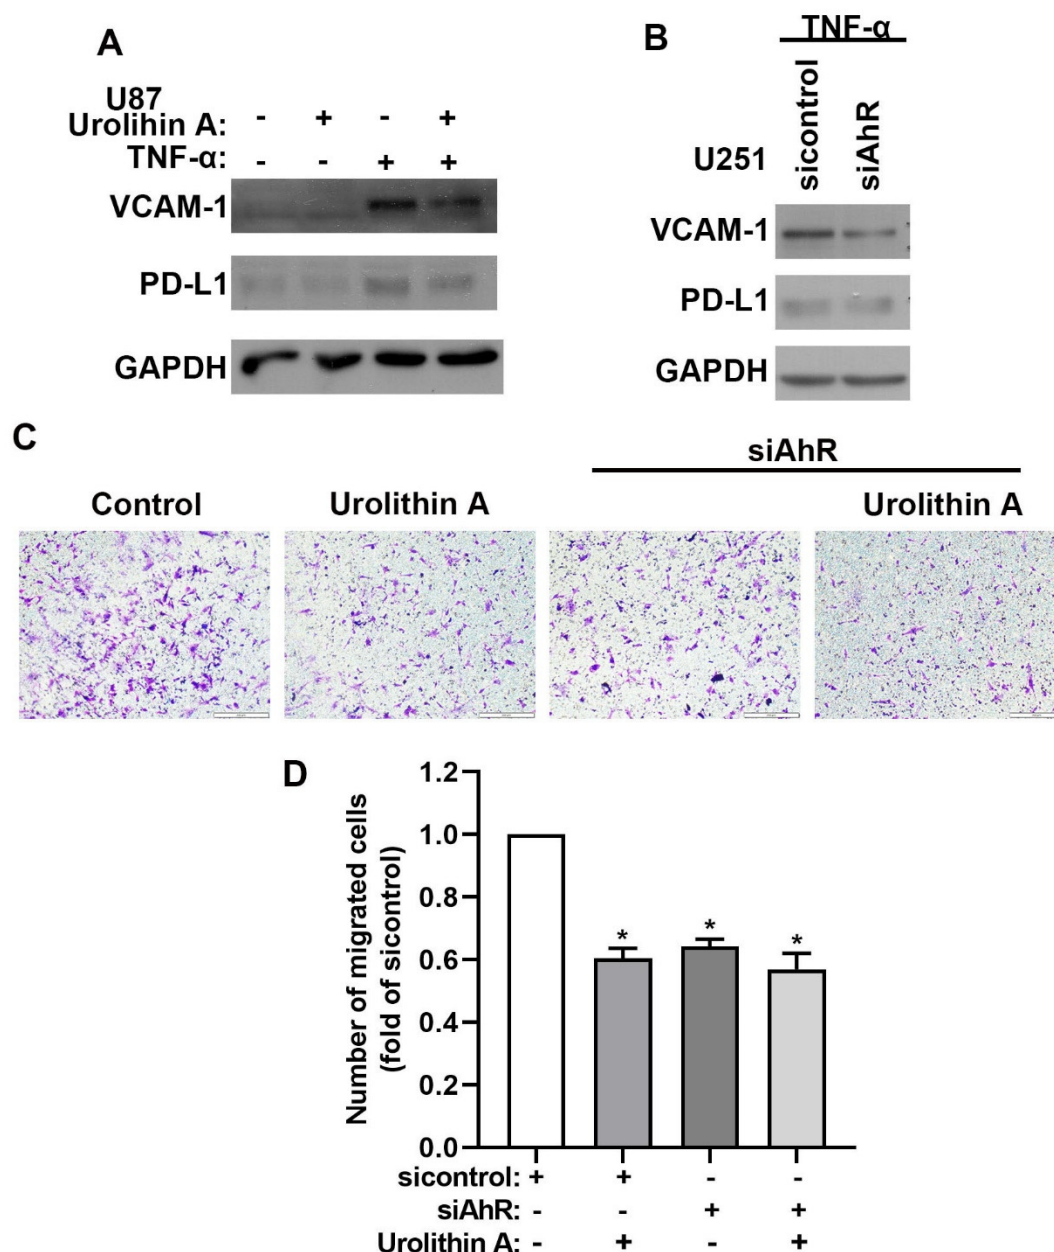 A
U87
Urolihin A: - + - +
TNF-α: - - + +
VCAM-1
PD-L1
GAPDH
B
TNF-α
sicontrol
siAhR
U251
VCAM-1
PD-L1
GAPDH
C
siAhR
Control
Urolithin A
Urolithin A
D
Number of migrated cells
(fold of sicontrol)
1.2
1.0
0.8
0.6
0.4
0.2
0.0
* * *
sicontrol: + + - -
siAhR: - - + +
Urolithin A: - + - +